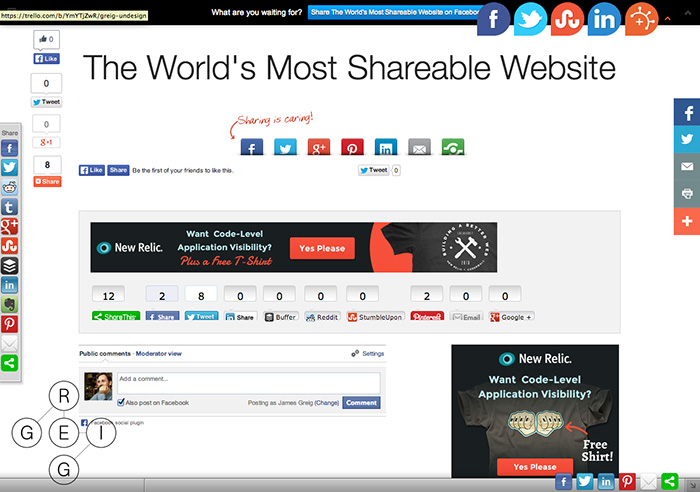 What are you waiting for?
Share The World's Most Shareable Website on Facebook
https://trello.com/b/YmYTjZwR/greig-undesign
0
Like
The World's Most Shareable Website
0
Tweet
Sharing is caring!
0
g+1
Share
8
Share
Like
Share
Be the first of your friends to like this.
Tweet
0
New Relic.
Want Code-Level
Application Visibility?
Plus a Free T-Shirt
Yes Please
BUILDING A BETTER WEB
12
2
8
0
0
0
0
2
0
0
ShareThis
Share
Tweet
Share
Buffer
Reddit
StumbleUpon
Pinterest
Email
Google +
Public comments · Moderator view
Settings
Add a comment...
Also post on Facebook
Posting as James Greig (Change)
Comment
Facebook social plugin
R
G
E
I
G
New Relic.
Want Code-Level
Application Visibility?
Free
Shirt!
Yes Please